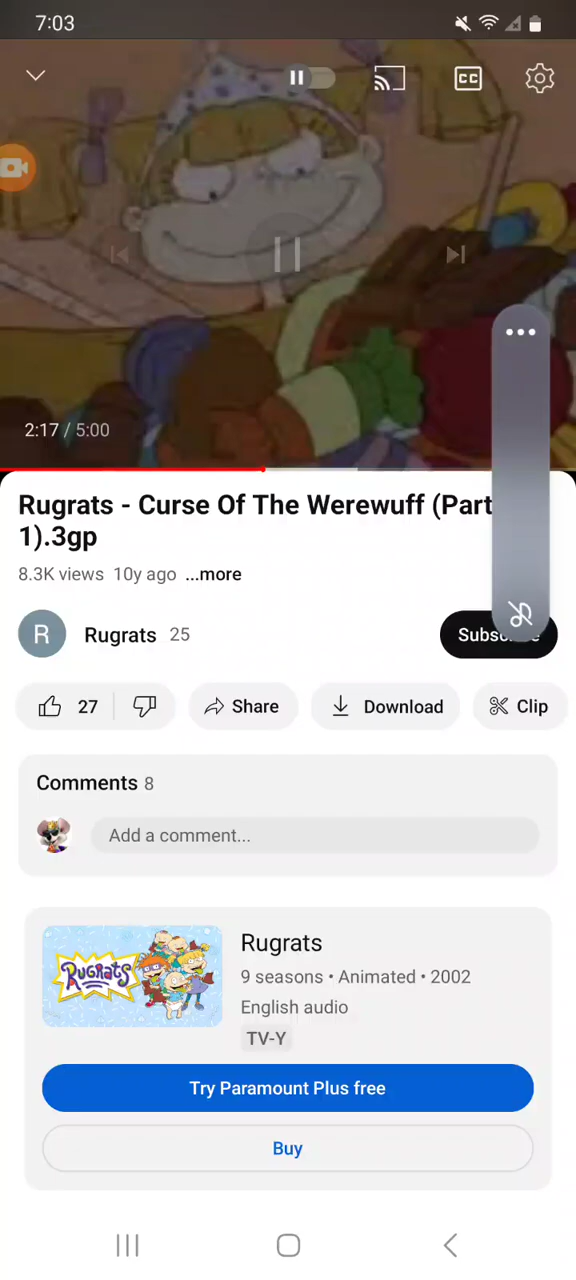 7:03
CC
2:17 / 5:00
Rugrats - Curse Of The Werewuff (Part
1).3gp
8.3K views 10y ago ...more
R Rugrats 25
27 Share Download Clip
Comments 8
Add a comment...
RUGRATS
Rugrats
9 seasons • Animated • 2002
English audio
TV-Y
Try Paramount Plus free
Buy